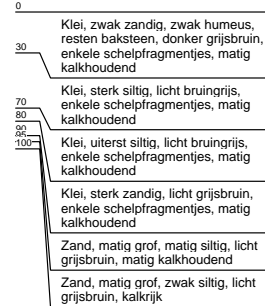 0
Klei, zwak zandig, zwak humeus,
resten baksteen, donker grijsbruin,
enkele schelpfragmentjes, matig
kalkhoudend
30
Klei, sterk siltig, licht bruingrijs,
enkele schelpfragmentjes, matig
kalkhoudend
70
80
90
95
100
Klei, uiterst siltig, licht bruingrijs,
enkele schelpfragmentjes, matig
kalkhoudend
Klei, sterk zandig, licht grijsbruin,
enkele schelpfragmentjes, matig
kalkhoudend
Zand, matig grof, matig siltig, licht
grijsbruin, matig kalkhoudend
Zand, matig grof, zwak siltig, licht
grijsbruin, kalkrijk